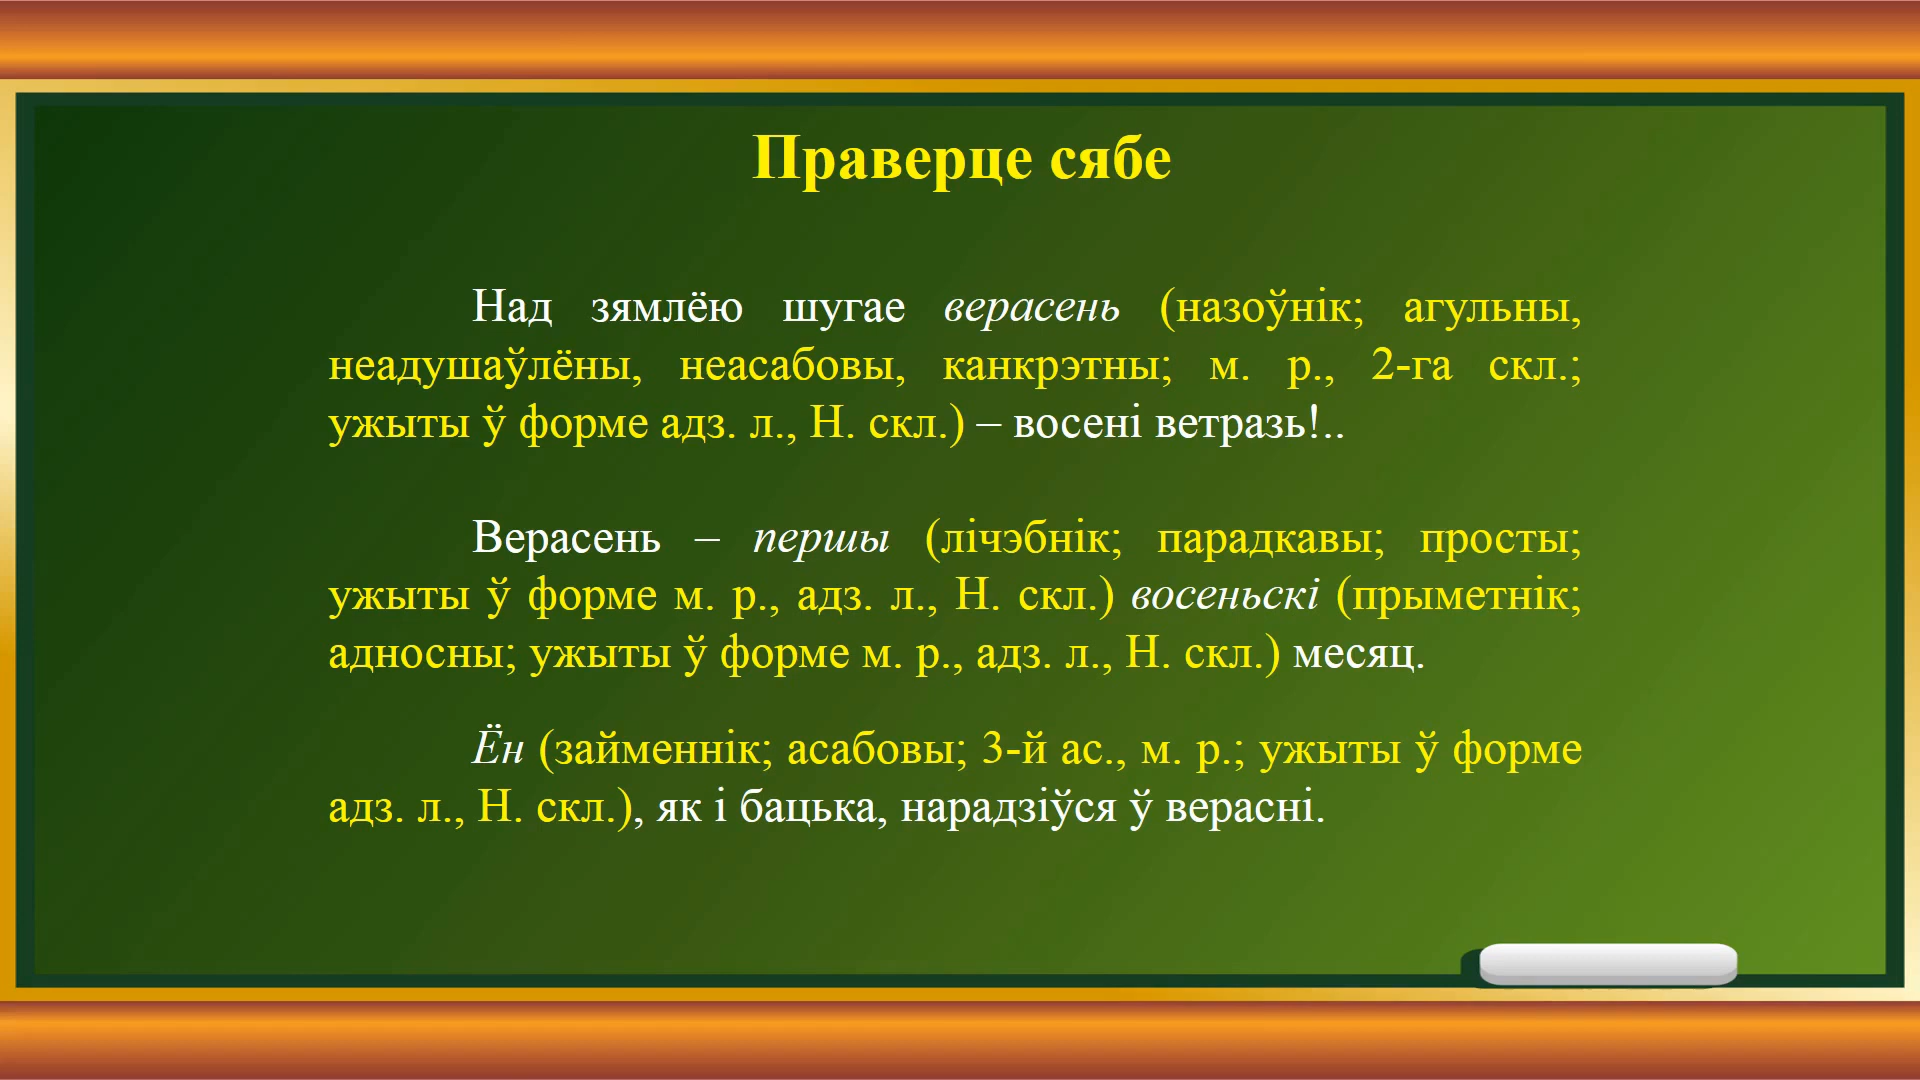 Праверце сябе
Над зямлёю шугае верасень (назоўнік; агульны,
неадушаўлёны, неасабовы, канкрэтны; м. р., 2-га скл.;
ужыты ў форме адз. л., Н. скл.) – восені ветразь!..
Верасень – першы (лічэбнік; парадкавы; просты;
ужыты ў форме м. р., адз. л., Н. скл.) восеньскі (прыметнік;
адносны; ужыты ў форме м. р., адз. л., Н. скл.) месяц.
Ён (займеннік; асабовы; 3-й ас., м. р.; ужыты ў форме
адз. л., Н. скл.), як і бацька, нарадзіўся ў верасні.